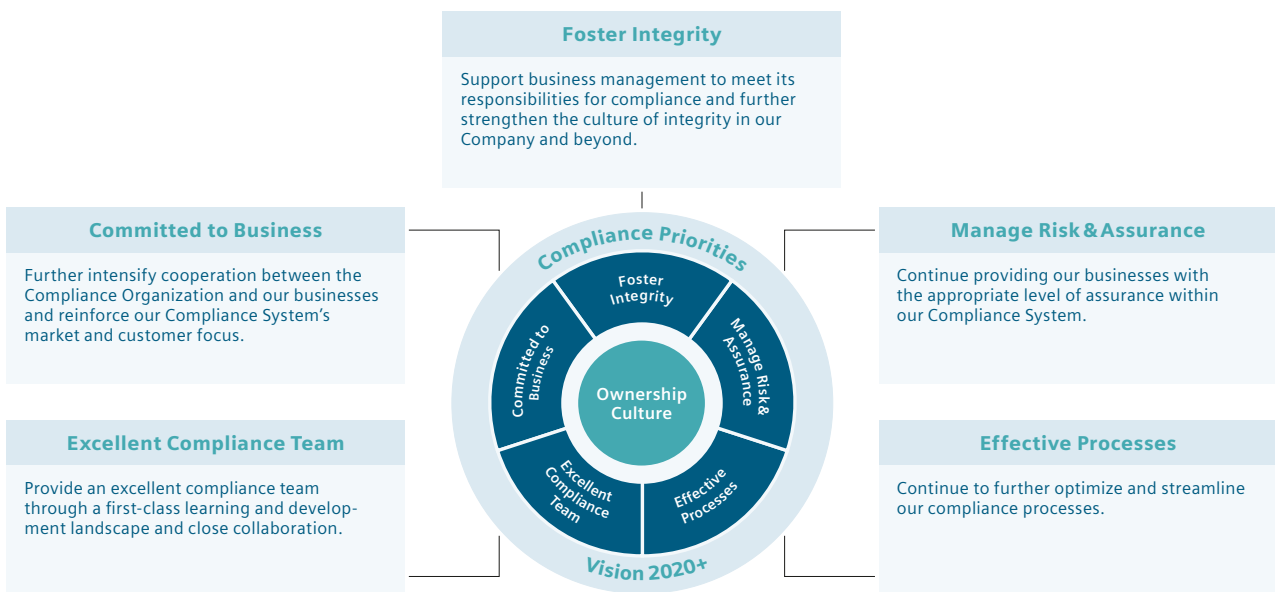 Foster Integrity
Support business management to meet its
responsibilities for compliance and further
strengthen the culture of integrity in our
Company and beyond.
Committed to Business
Further intensify cooperation between the
Compliance Organization and our businesses
and reinforce our Compliance System's
market and customer focus.
Manage Risk & Assurance
Continue providing our businesses with
the appropriate level of assurance within
our Compliance System.
Excellent Compliance Team
Provide an excellent compliance team
through a first-class learning and develop-
ment landscape and close collaboration.
Effective Processes
Continue to further optimize and streamline
our compliance processes.
Compliance Priorities
Foster
Integrity
Committed to
Business
Manage Risk &
Assurance
Ownership
Culture
Excellent
Compliance
Team
Effective
Processes
Vision 2020+